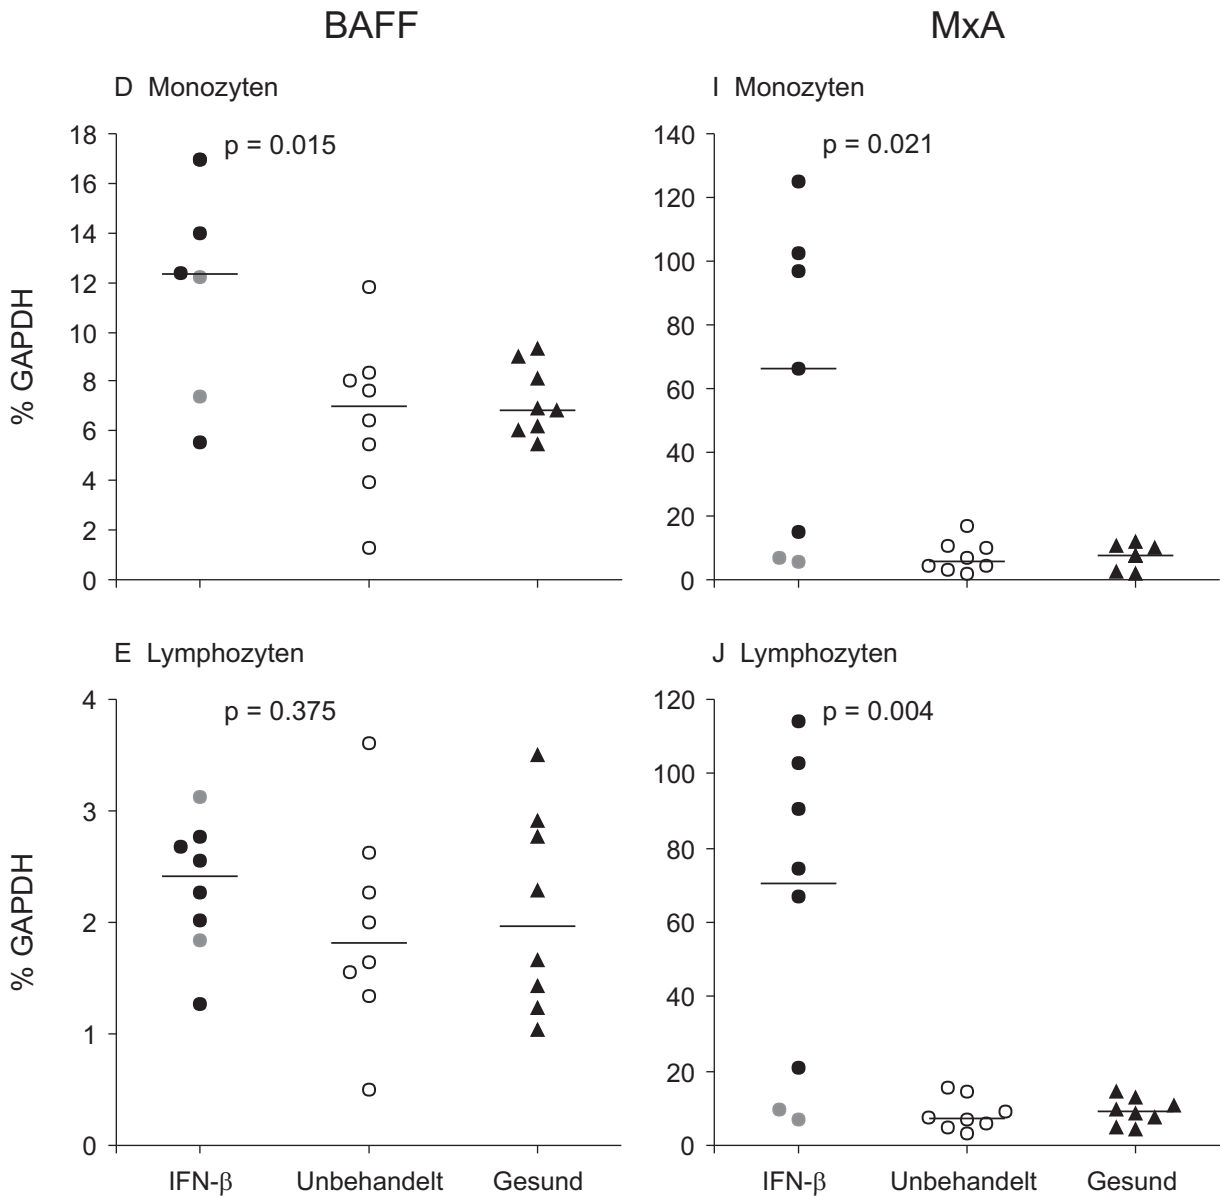 BAFF
MxA
D Monozyten
I Monozyten
p = 0.015
18
16
14
12
10
8
6
4
2
0
% GAPDH
p = 0.021
140
120
100
80
60
40
20
0
E Lymphozyten
J Lymphozyten
p = 0.375
4
3
2
1
0
% GAPDH
IFN-β
Unbehandelt
Gesund
p = 0.004
120
100
80
60
40
20
0
IFN-β
Unbehandelt
Gesund